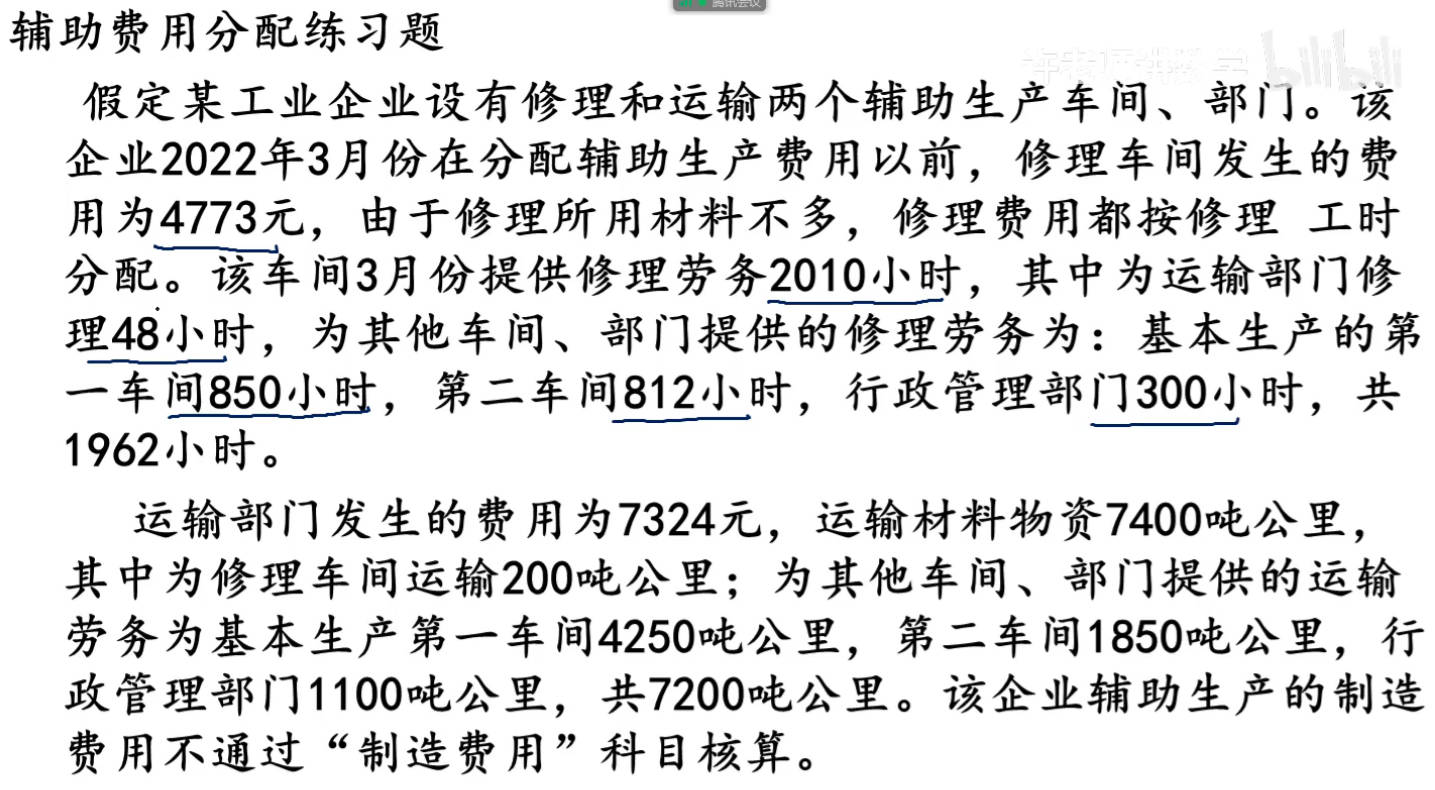 腾讯会议
辅助费用分配练习题
bilibili
假定某工业企业设有修理和运输两个辅助生产车间、部门。该
企业2022年3月份在分配辅助生产费用以前，修理车间发生的费
用为4773元，由于修理所用材料不多，修理费用都按修理 工时
分配。该车间3月份提供修理劳务2010小时，其中为运输部门修
理48小时，为其他车间、部门提供的修理劳务为：基本生产的第
一车间850小时，第二车间812小时，行政管理部门300小时，共
1962小时。
运输部门发生的费用为7324元，运输材料物资7400吨公里，
其中为修理车间运输200吨公里；为其他车间、部门提供的运输
劳务为基本生产第一车间4250吨公里，第二车间1850吨公里，行
政管理部门1100吨公里，共7200吨公里。该企业辅助生产的制造
费用不通过“制造费用”科目核算。